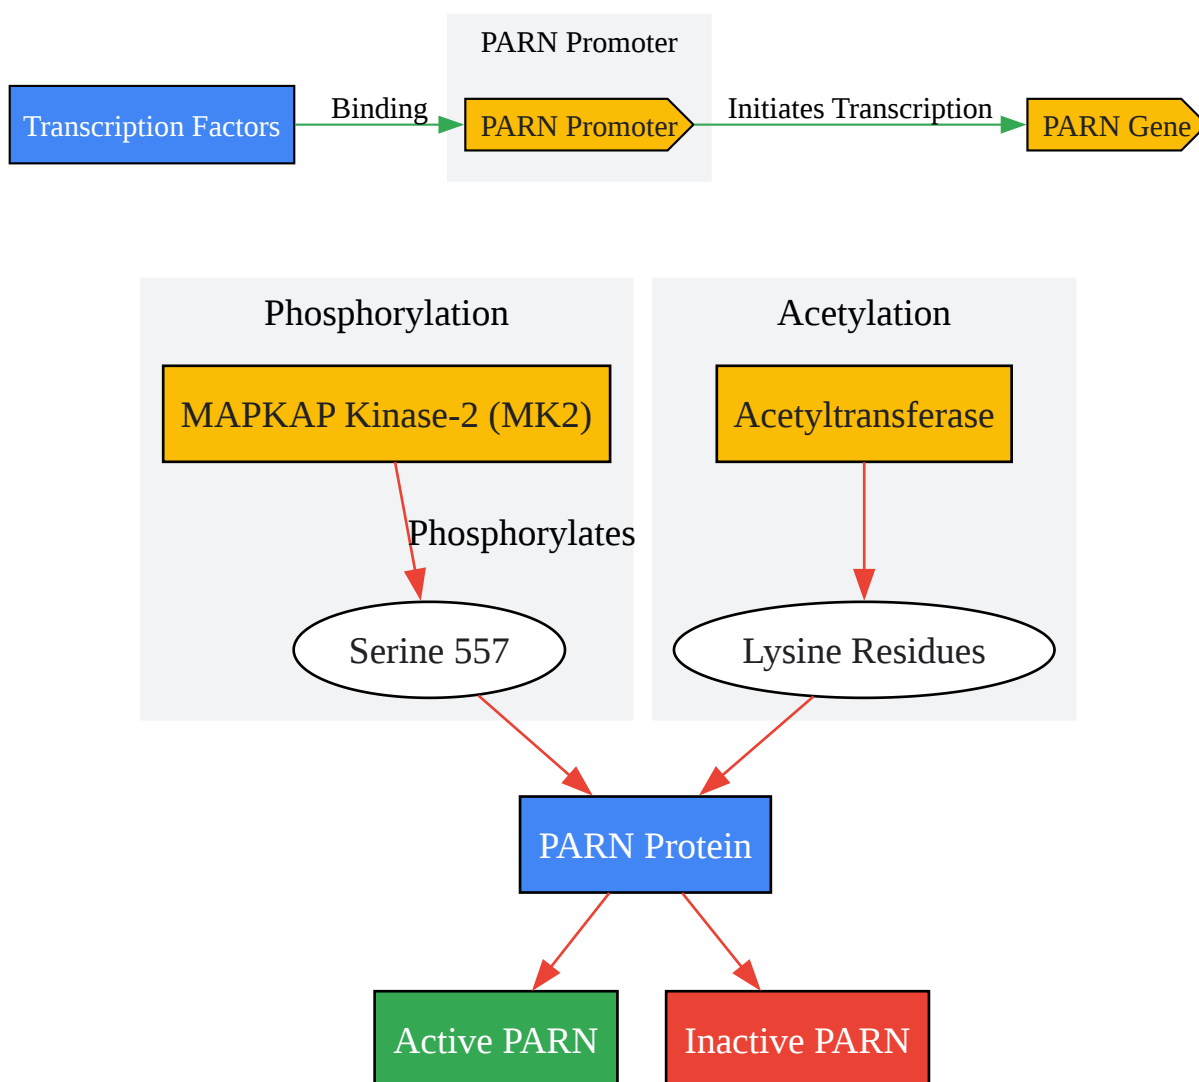 PARN Promoter
Transcription Factors
Binding
PARN Promoter
Initiates Transcription
PARN Gene
Phosphorylation
Acetylation
MAPKAP Kinase-2 (MK2)
Acetyltransferase
Phosphorylates
Serine 557
Lysine Residues
PARN Protein
Active PARN
Inactive PARN